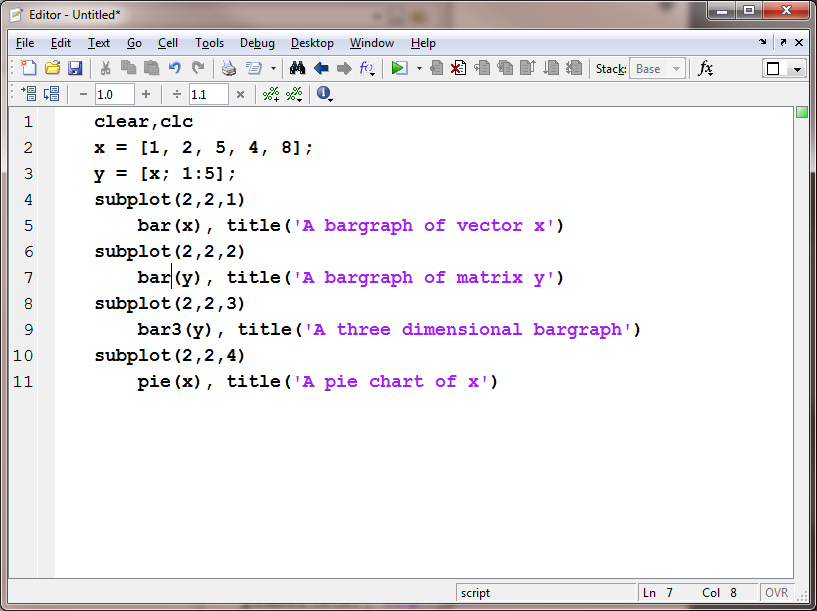 Editor - Untitled*
File Edit Text Go Cell Tools Debug Desktop Window Help
Stack: Base fx
1.0 1.1
1 clear,clc
2 x = [1, 2, 5, 4, 8];
3 y = [x; 1:5];
4 subplot(2,2,1)
5 bar(x), title('A bargraph of vector x')
6 subplot(2,2,2)
7 bar(y), title('A bargraph of matrix y')
8 subplot(2,2,3)
9 bar3(y), title('A three dimensional bargraph')
10 subplot(2,2,4)
11 pie(x), title('A pie chart of x')
script Ln 7 Col 8 OVR